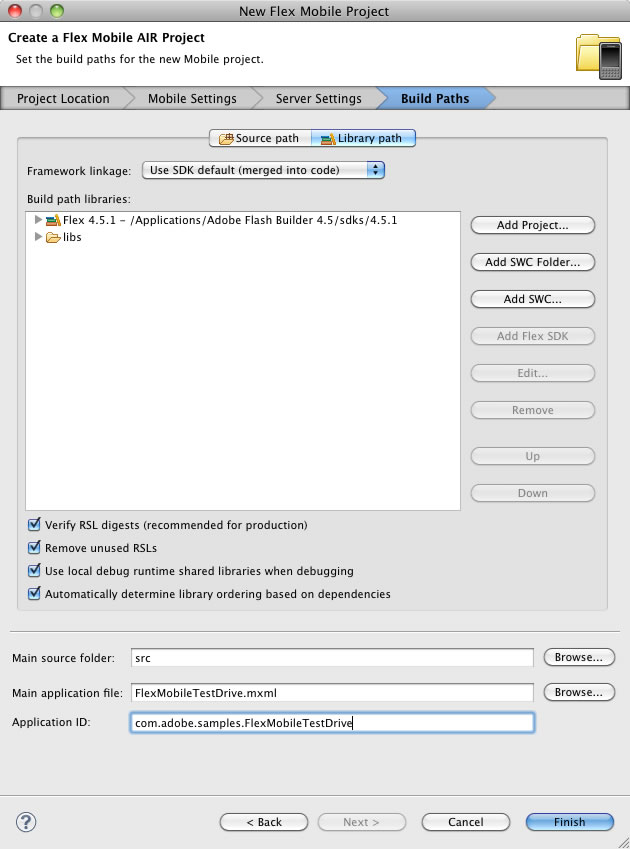 New Flex Mobile Project
Create a Flex Mobile AIR Project
Set the build paths for the new Mobile project.
Project Location Mobile Settings Server Settings Build Paths
Source path Library path
Framework linkage: Use SDK default (merged into code)
Build path libraries:
Flex 4.5.1 – /Applications/Adobe Flash Builder 4.5/sdks/4.5.1
libs
Add Project...
Add SWC Folder...
Add SWC...
Add Flex SDK
Edit...
Remove
Up
Down
Verify RSL digests (recommended for production)
Remove unused RSLs
Use local debug runtime shared libraries when debugging
Automatically determine library ordering based on dependencies
Main source folder: src Browse...
Main application file: FlexMobileTestDrive.mxml Browse...
Application ID: com.adobe.samples.FlexMobileTestDrive
? < Back Next > Cancel Finish